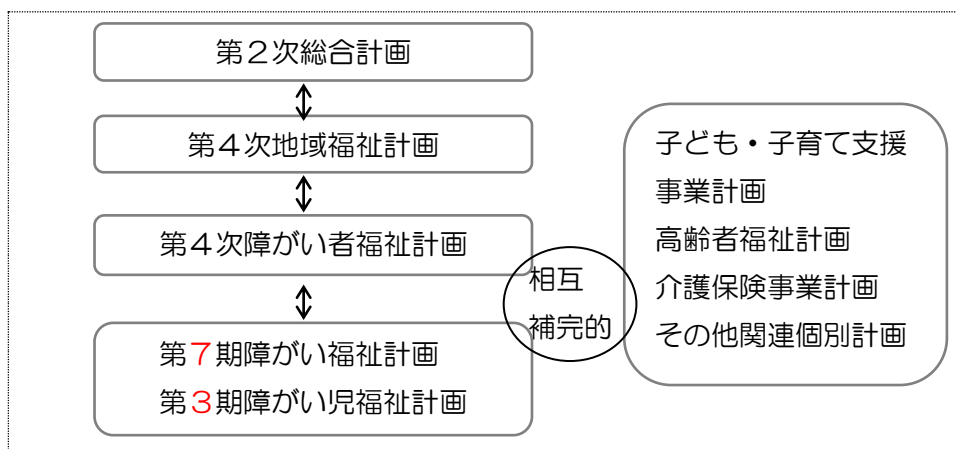 第２次総合計画
第４次地域福祉計画
第４次障がい者福祉計画
第７期障がい福祉計画
第３期障がい児福祉計画
相互
補完的
子ども・子育て支援
事業計画
高齢者福祉計画
介護保険事業計画
その他関連個別計画